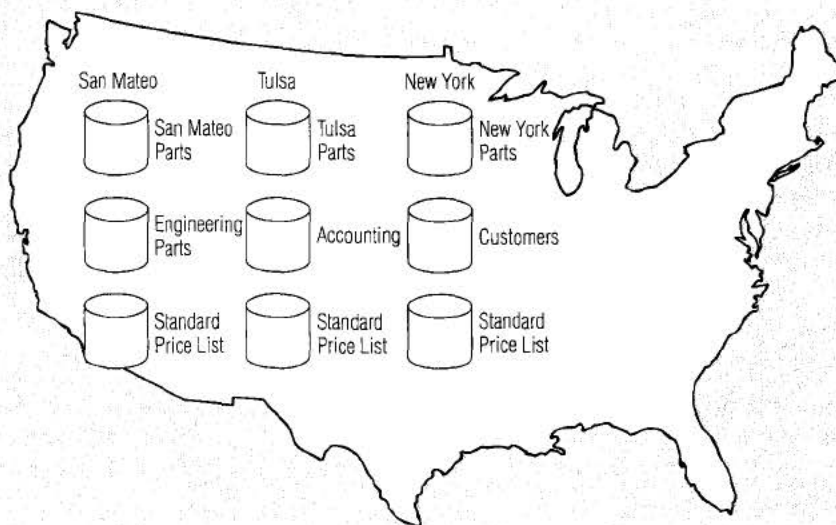 San Mateo
Tulsa
New York
San Mateo
Parts
Tulsa
Parts
New York
Parts
Engineering
Parts
Accounting
Customers
Standard
Price List
Standard
Price List
Standard
Price List